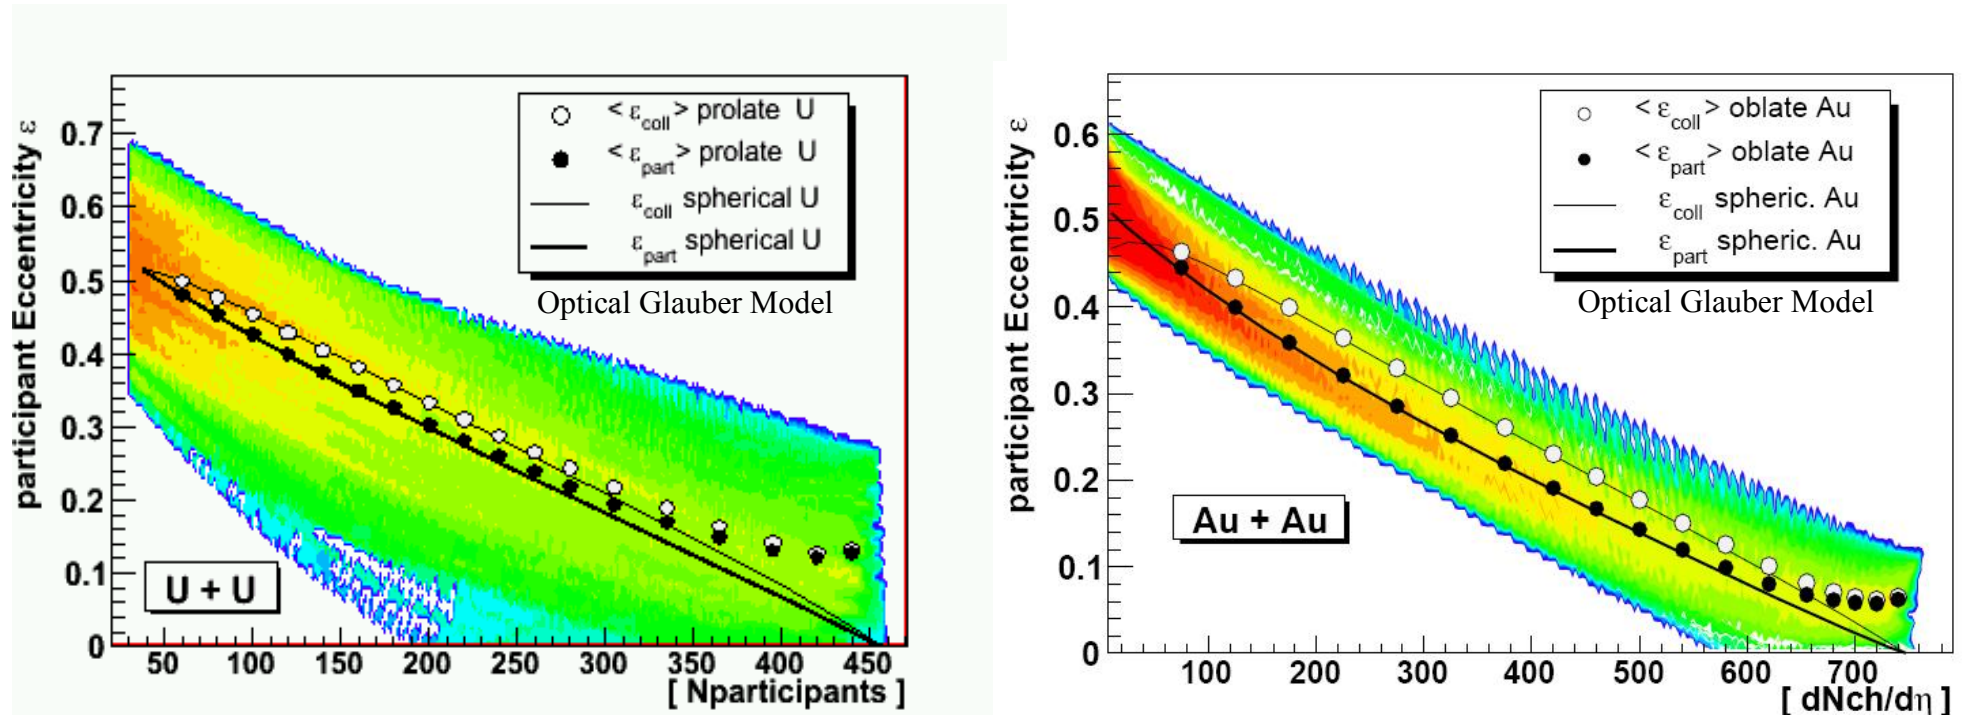 participant Eccentricity ε
0.7
0.6
0.5
0.4
0.3
0.2
0.1
0
< ε_coll > prolate U
< ε_part > prolate U
ε_coll spherical U
ε_part spherical U
Optical Glauber Model
U + U
50 100 150 200 250 300 350 400 450
[ Nparticipants ]
participant Eccentricity ε
0.6
0.5
0.4
0.3
0.2
0.1
0
< ε_coll > oblate Au
< ε_part > oblate Au
ε_coll spheric. Au
ε_part spheric. Au
Optical Glauber Model
Au + Au
100 200 300 400 500 600 700
[ dNch/dη ]